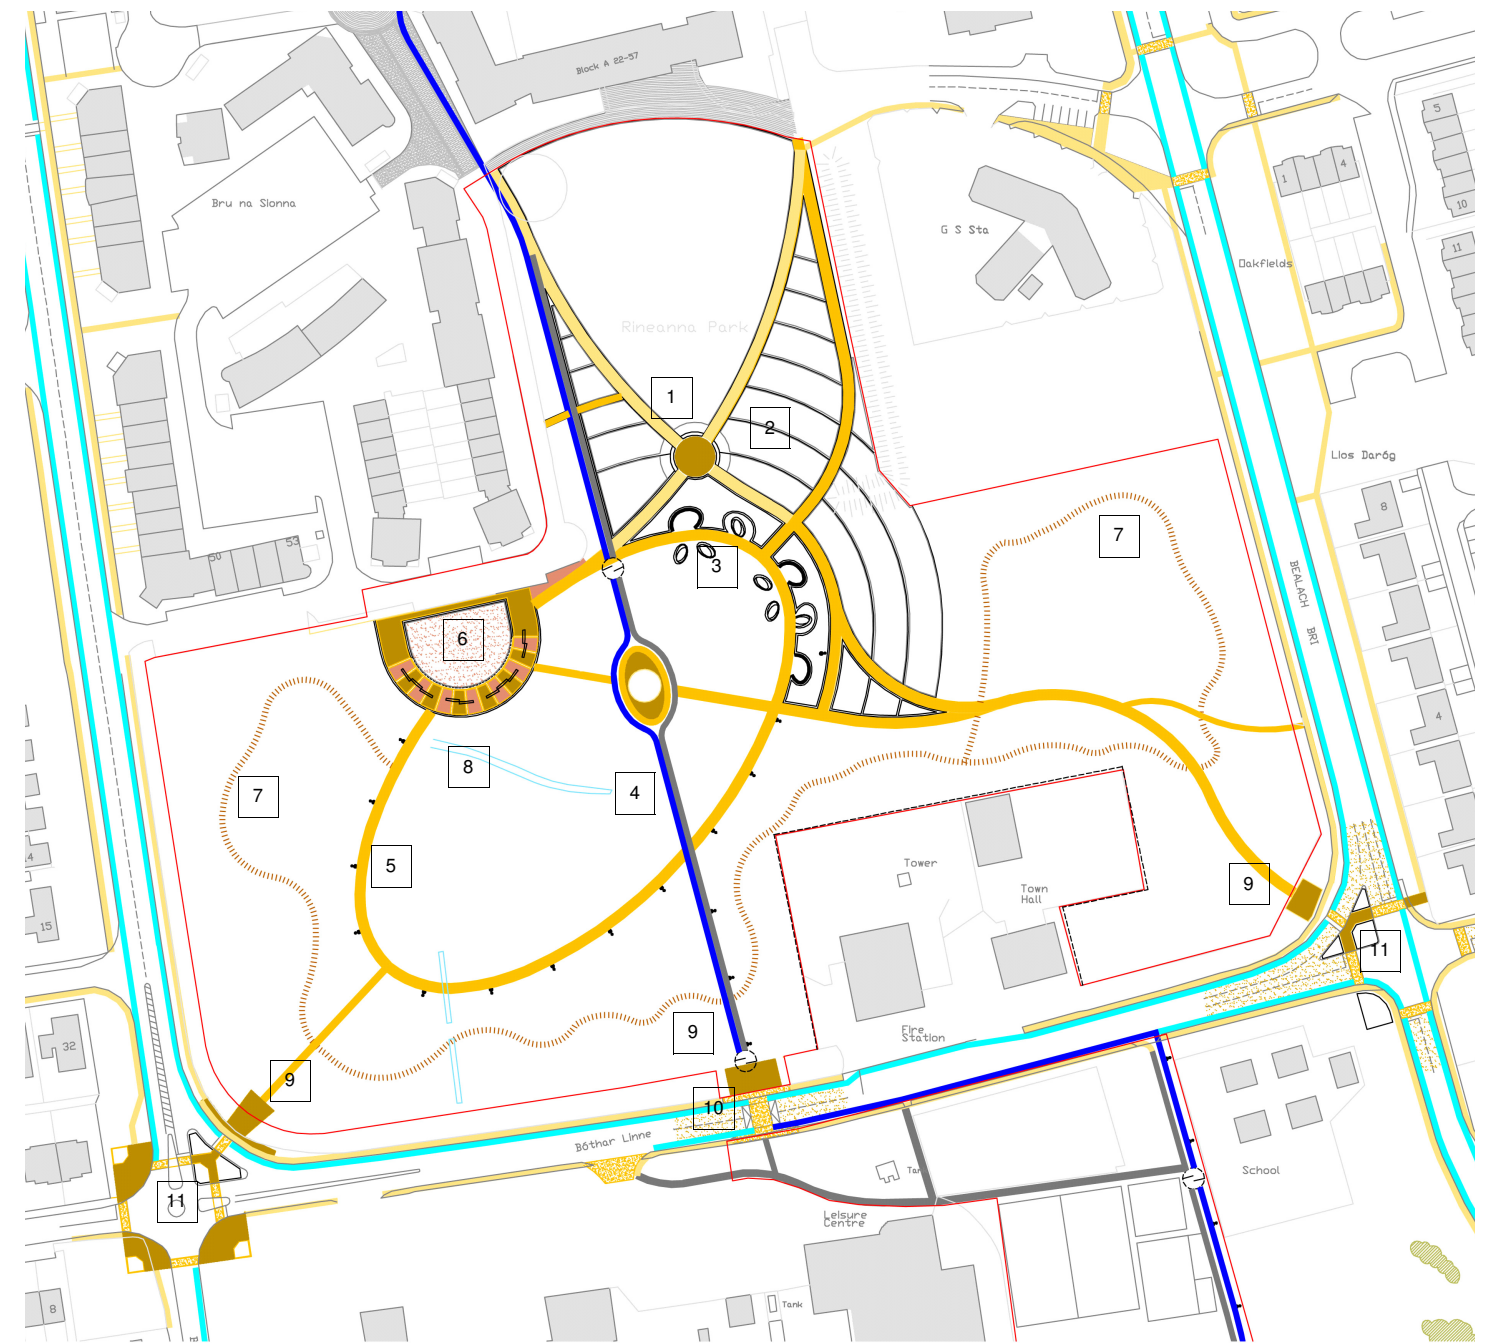 Block A 22-57
5
4
1
10
Bru na Sionna
G S Sta
11
Oakfields
Rineanna Park
1
2
Llos Daróg
8
7
53
50
3
BEALACH BRI
6
4
8
4
7
5
Tower
9
Town
Hall
15
11
32
9
Fire
Station
9
10
Bóthar Linne
School
11
Leisure
Centre
Tank
8